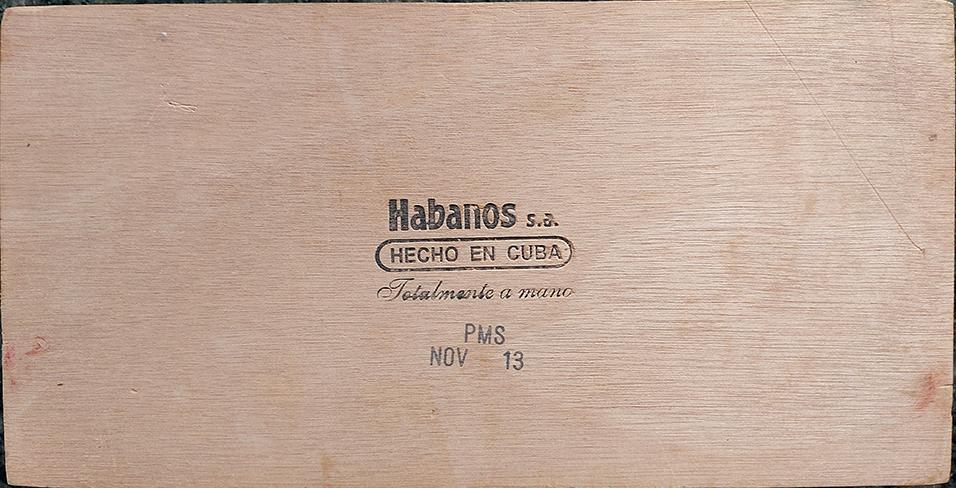 Habanos s.a.
HECHO EN CUBA
Totalmente a mano
PMS
NOV 13